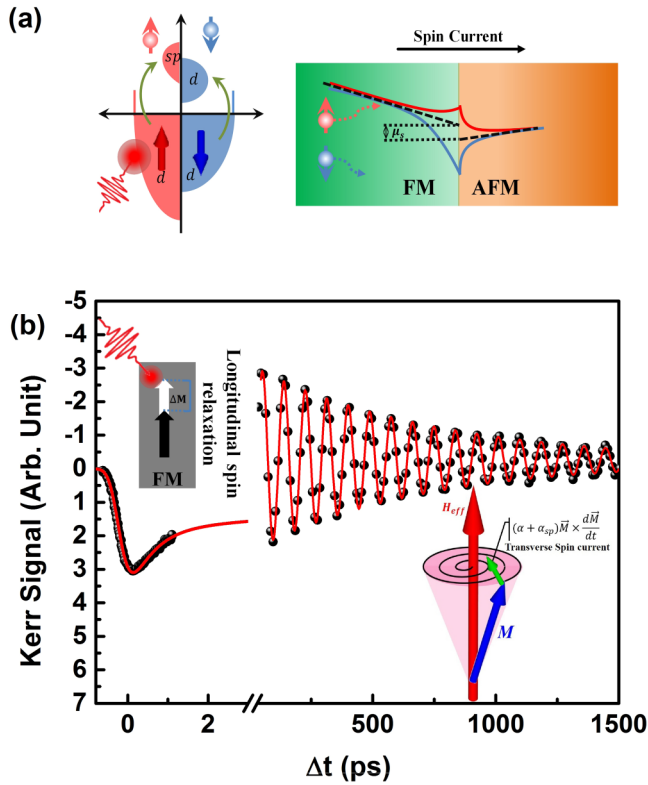 (a)
Spin Current
sp
d
d
d
μs
FM
AFM
(b)
Kerr Signal (Arb. Unit)
-5
-4
-3
-2
-1
0
1
2
3
4
5
6
7
ΔM
FM
Longitudinal spin
relaxation
Heff
(α + αsp)M⃗ × dM⃗/dt
Transverse Spin current
M
0
2
500
1000
1500
Δt (ps)